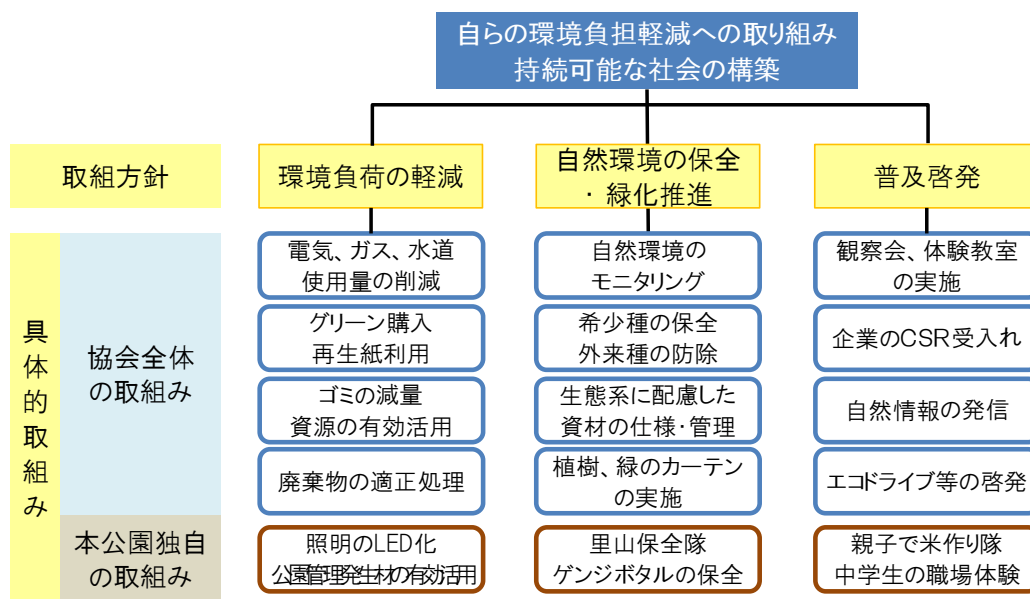 自らの環境負担軽減への取り組み
持続可能な社会の構築
取組方針
環境負荷の軽減
自然環境の保全
・緑化推進
普及啓発
具体的取組み
協会全体
の取組み
電気、ガス、水道
使用量の削減
自然環境の
モニタリング
観察会、体験教室
の実施
グリーン購入
再生紙利用
希少種の保全
外来種の防除
企業のCSR受入れ
ゴミの減量
資源の有効活用
生態系に配慮した
資材の仕様・管理
自然情報の発信
廃棄物の適正処理
植樹、緑のカーテン
の実施
エコドライブ等の啓発
本公園独自
の取組み
照明のLED化
公園管理発生材の有効活用
里山保全隊
ゲンジボタルの保全
親子で米作り隊
中学生の職場体験